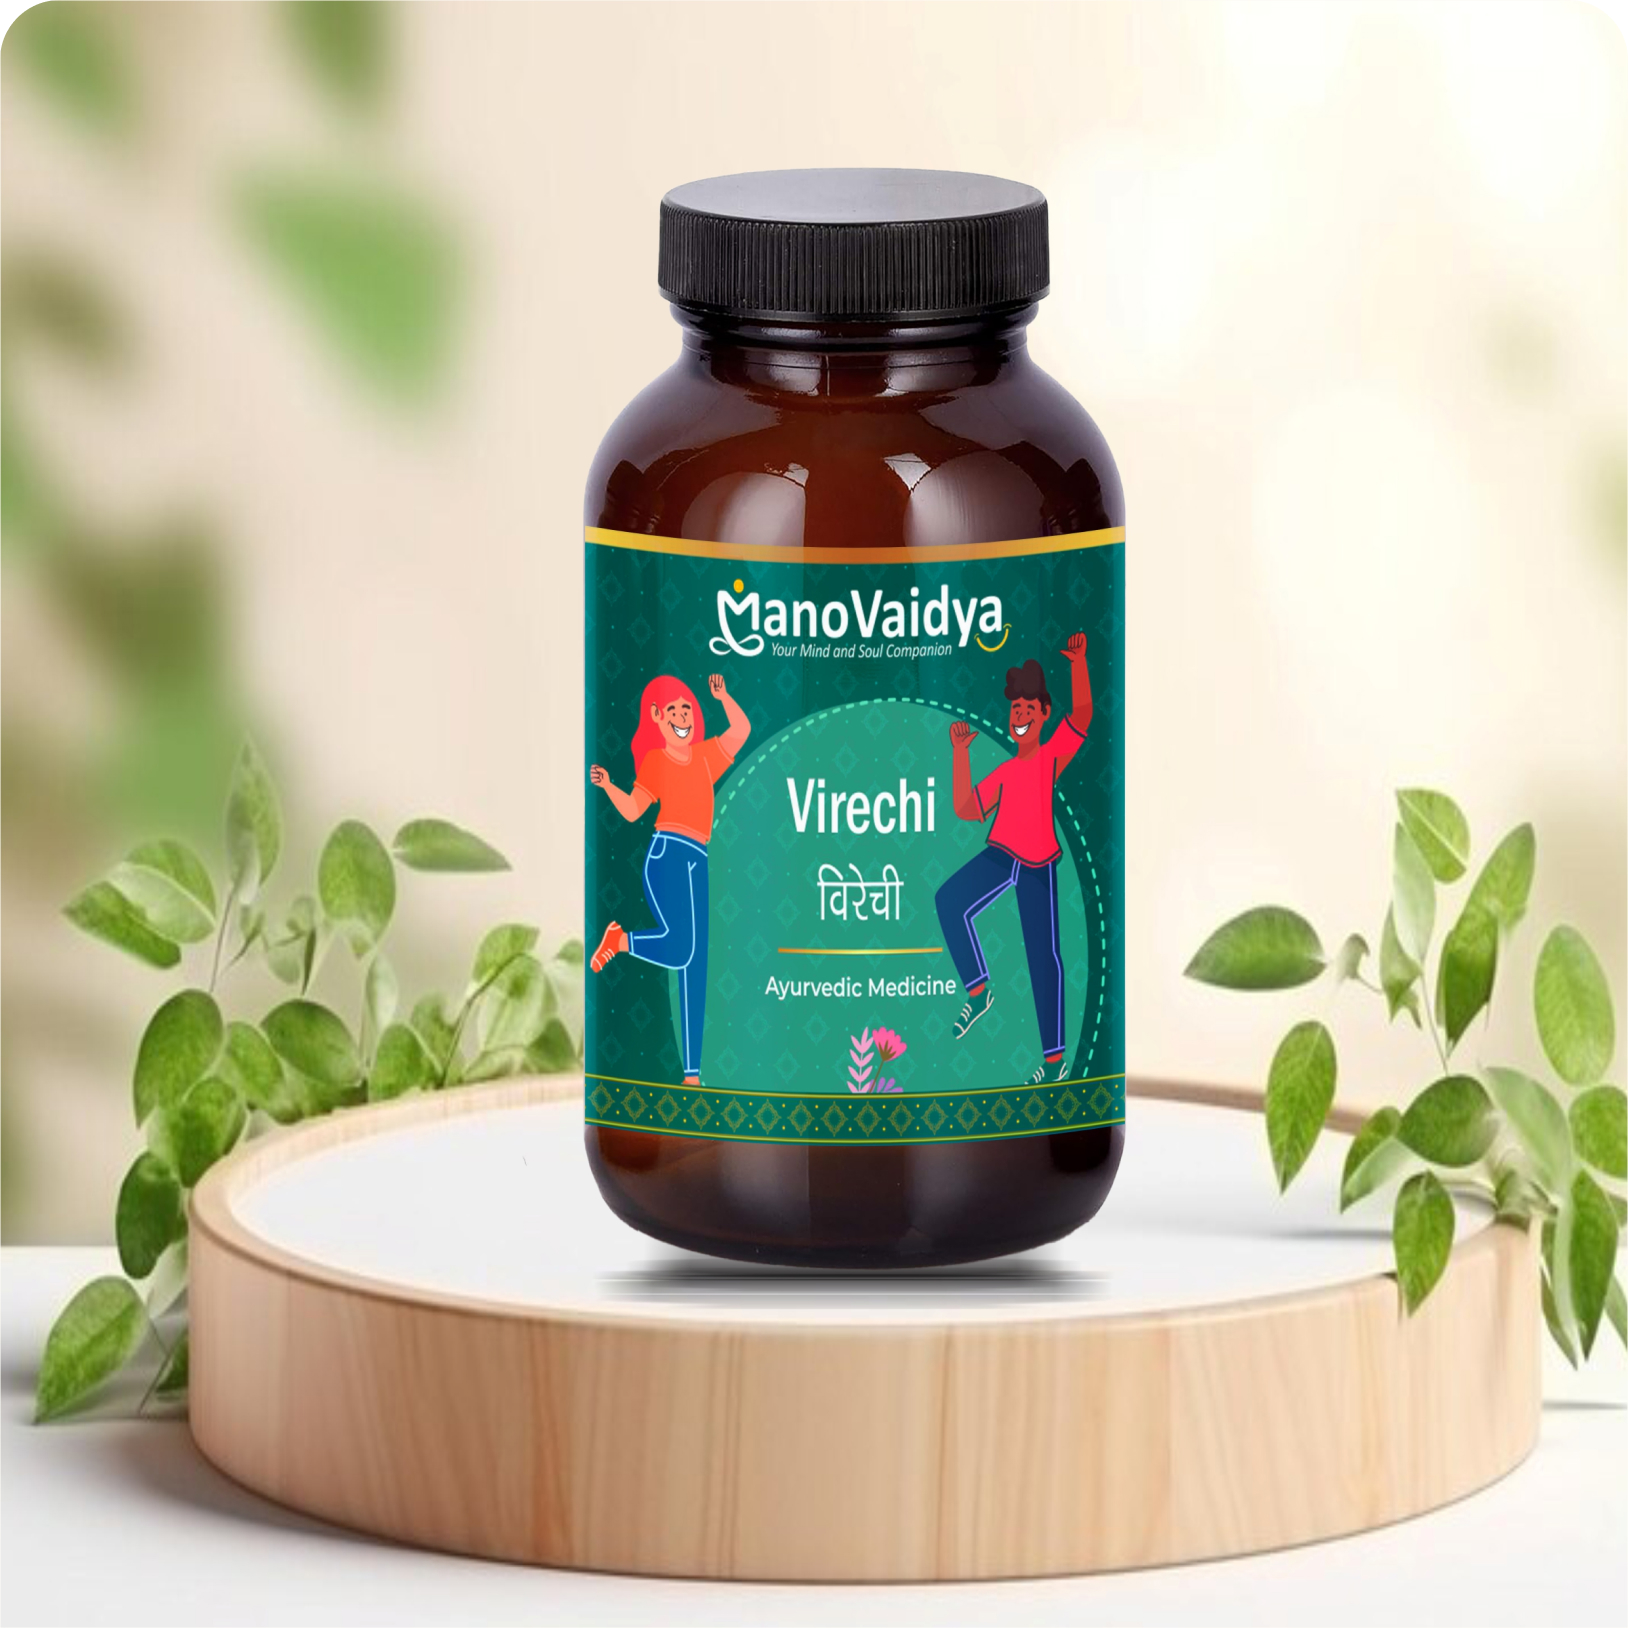 ManoVaidya
Your Mind and Soul Companion
Virechi
विरेची
Ayurvedic Medicine